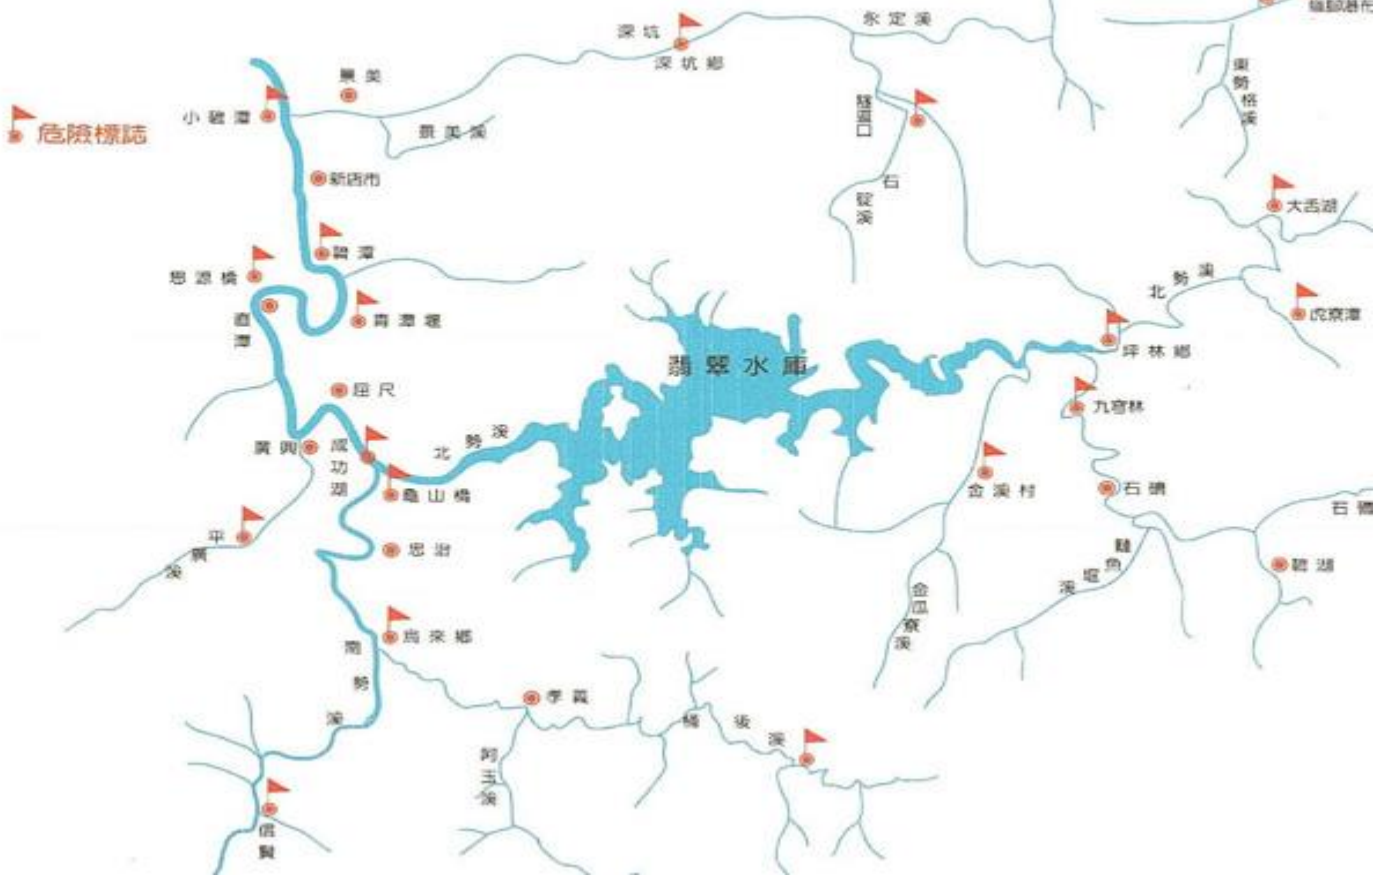 深坑
永定溪
深坑鄉
景美
小碧潭
危險標誌
景美溪
隧道口
東勢格溪
石碇溪
新店市
大舌湖
碧潭
思源橋
北勢溪
直潭
青潭堰
虎寮潭
翡翠水庫
坪林鄉
屈尺
九芎林
廣興
成功湖
北勢溪
龜山橋
金溪村
石𥕢
平廣溪
忠治
碧湖
金瓜寮溪
魚堀溪
烏來鄉
南勢溪
孝義
桶後溪
阿玉溪
信賢